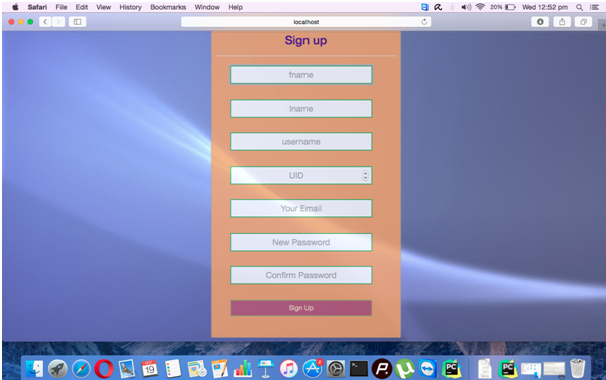 Safari File Edit View History Bookmarks Window Help 20% Wed 12:52 pm
localhost
Sign up
fname
lname
username
UID
Your Email
New Password
Confirm Password
Sign Up
19
PC
PC